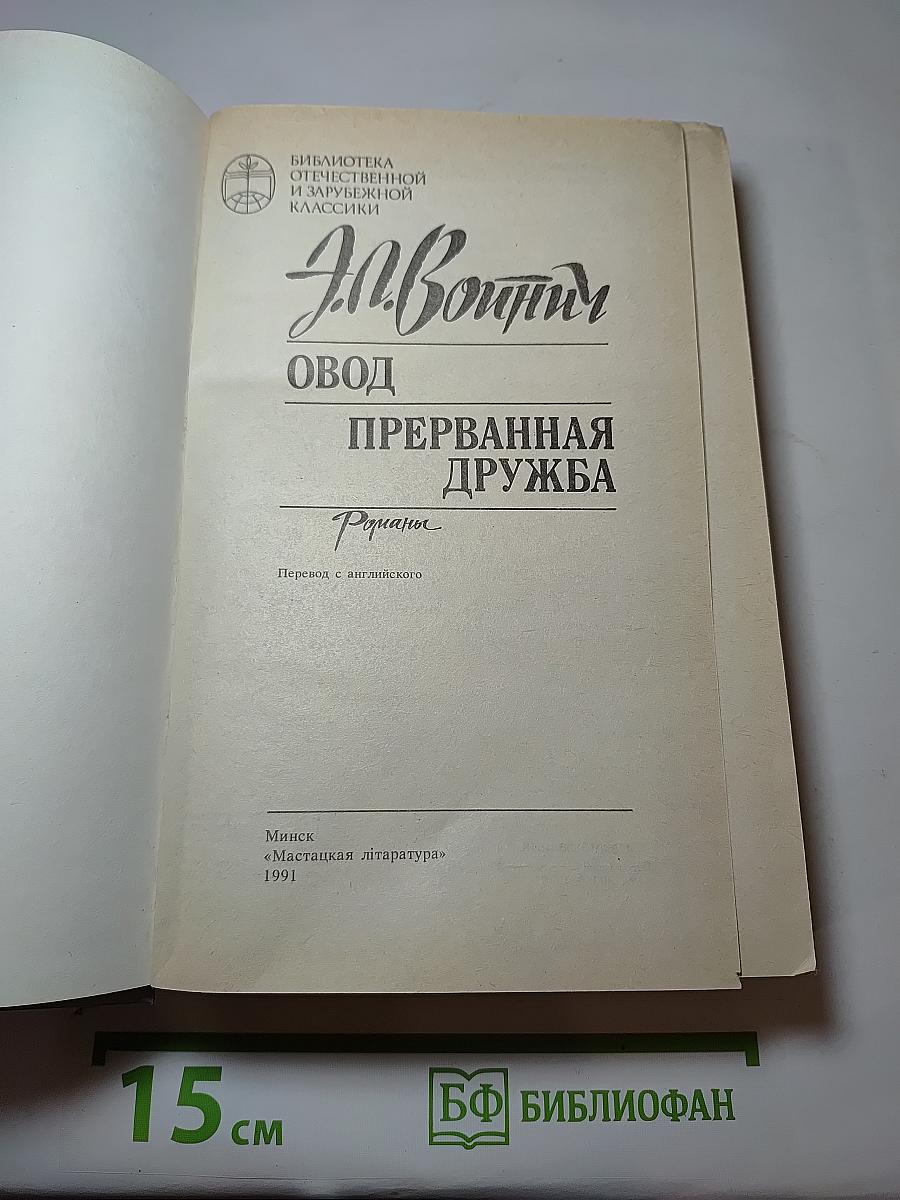 БИБЛИОТЕКА
ОТЕЧЕСТВЕННОЙ
И ЗАРУБЕЖНОЙ
КЛАССИКИ
Э.Л.Войнич
ОВОД
ПРЕРВАННАЯ
ДРУЖБА
Романы
Перевод с английского
Минск
«Мастацкая літаратура»
1991
15 см
БФ БИБЛИОФАН